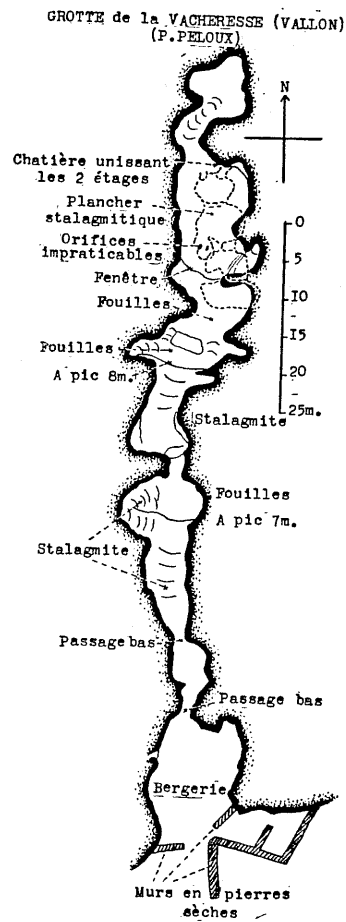 GROTTE de la VACHERESSE (VALLON)
(P.PELOUX)
N
Chatière unissant
les 2 étages
Plancher
stalagmitique
Orifices
impraticables
Fenêtre
Fouilles
0
5
10
15
20
25m.
Fouilles
A pic 8m.
Stalagmite
Fouilles
A pic 7m.
Stalagmite
Passage bas
Passage bas
Bergerie
Murs en pierres
sèches